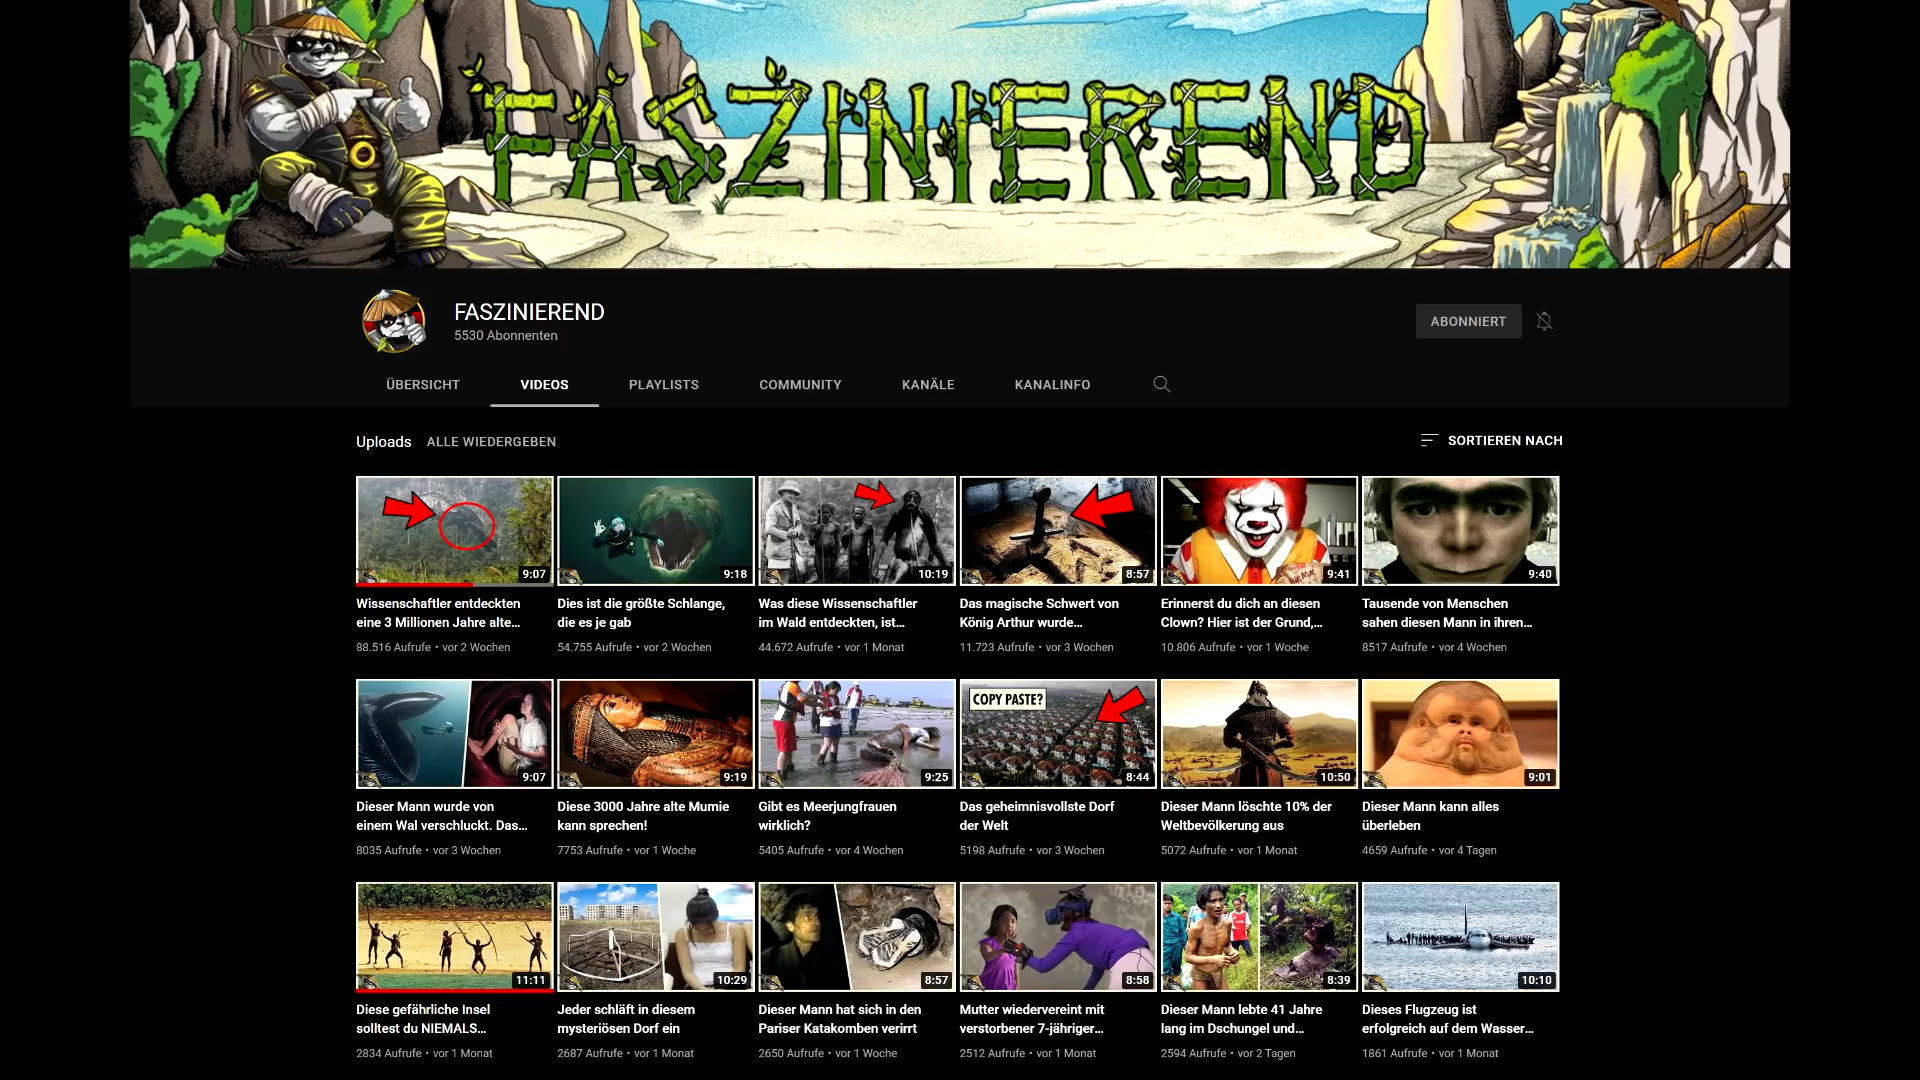 FASZINIEREND
FASZINIEREND
5530 Abonnenten
ABONNIERT
ÜBERSICHT VIDEOS PLAYLISTS COMMUNITY KANÄLE KANALINFO
Uploads ALLE WIEDERGEBEN
SORTIEREN NACH
9:07
Wissenschaftler entdeckten
eine 3 Millionen Jahre alte...
88.516 Aufrufe • vor 2 Wochen
9:18
Dies ist die größte Schlange,
die es je gab
54.755 Aufrufe • vor 2 Wochen
10:19
Was diese Wissenschaftler
im Wald entdeckten, ist...
44.672 Aufrufe • vor 1 Monat
8:57
Das magische Schwert von
König Arthur wurde...
11.723 Aufrufe • vor 3 Wochen
9:41
Erinnerst du dich an diesen
Clown? Hier ist der Grund,...
10.806 Aufrufe • vor 1 Woche
9:40
Tausende von Menschen
sahen diesen Mann in ihren...
8517 Aufrufe • vor 4 Wochen
9:07
Dieser Mann wurde von
einem Wal verschluckt. Das...
8035 Aufrufe • vor 3 Wochen
9:19
Diese 3000 Jahre alte Mumie
kann sprechen!
7753 Aufrufe • vor 1 Woche
9:25
Gibt es Meerjungfrauen
wirklich?
5405 Aufrufe • vor 4 Wochen
COPY PASTE?
8:44
Das geheimnisvollste Dorf
der Welt
5198 Aufrufe • vor 3 Wochen
10:50
Dieser Mann löschte 10% der
Weltbevölkerung aus
5072 Aufrufe • vor 1 Monat
9:01
Dieser Mann kann alles
überleben
4659 Aufrufe • vor 4 Tagen
11:11
Diese gefährliche Insel
solltest du NIEMALS...
2834 Aufrufe • vor 1 Monat
10:29
Jeder schläft in diesem
mysteriösen Dorf ein
2687 Aufrufe • vor 1 Monat
8:57
Dieser Mann hat sich in den
Pariser Katakomben verirrt
2650 Aufrufe • vor 1 Woche
8:58
Mutter wiedervereint mit
verstorbener 7-jähriger...
2512 Aufrufe • vor 1 Monat
8:39
Dieser Mann lebte 41 Jahre
lang im Dschungel und...
2594 Aufrufe • vor 2 Tagen
10:10
Dieses Flugzeug ist
erfolgreich auf dem Wasser...
1861 Aufrufe • vor 1 Monat